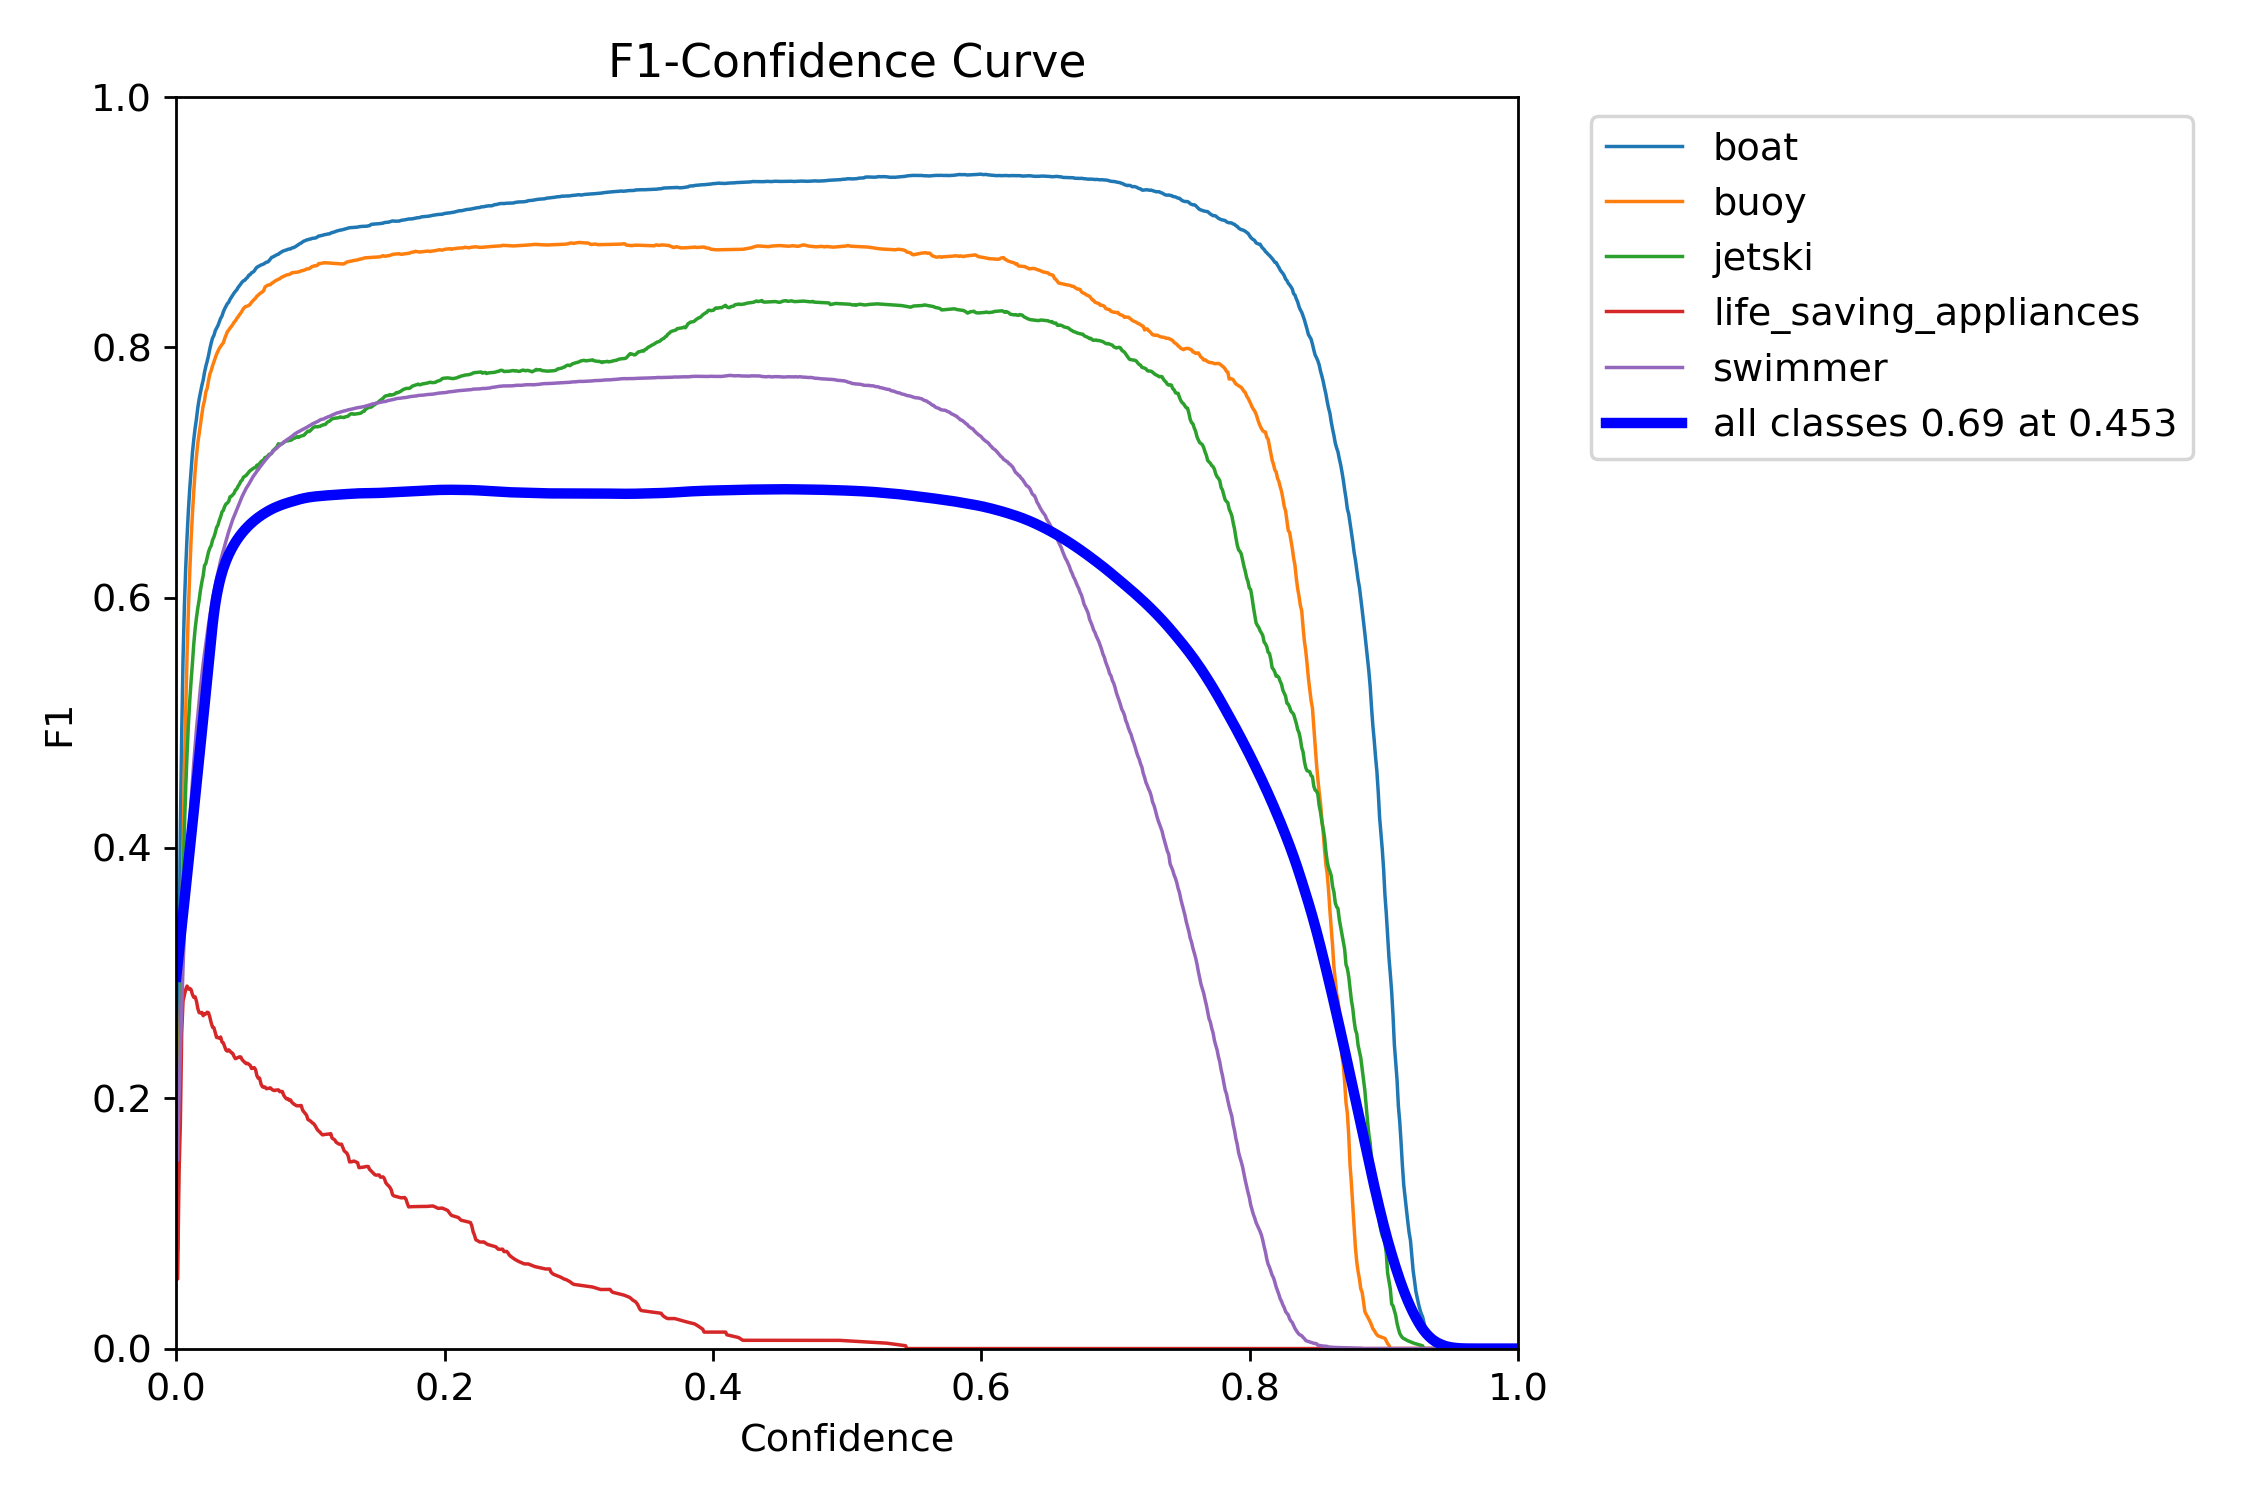 F1-Confidence Curve
1.0
0.8
0.6
0.4
0.2
0.0
F1
0.0 0.2 0.4 0.6 0.8 1.0
Confidence
boat
buoy
jetski
life_saving_appliances
swimmer
all classes 0.69 at 0.453